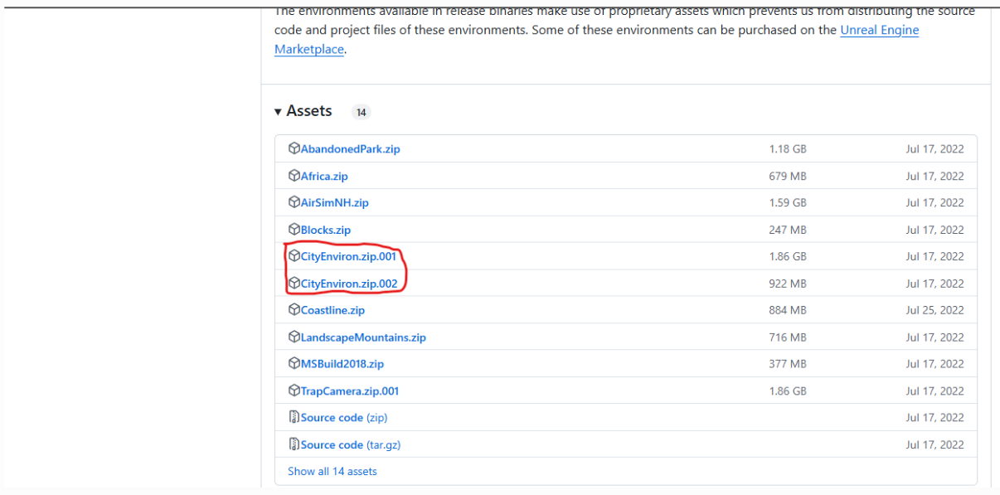 The environments available in release binaries make use of proprietary assets which prevents us from distributing the source
code and project files of these environments. Some of these environments can be purchased on the Unreal Engine
Marketplace.
▾ Assets 14
AbandonedPark.zip 1.18 GB Jul 17, 2022
Africa.zip 679 MB Jul 17, 2022
AirSimNH.zip 1.59 GB Jul 17, 2022
Blocks.zip 247 MB Jul 17, 2022
CityEnviron.zip.001 1.86 GB Jul 17, 2022
CityEnviron.zip.002 922 MB Jul 17, 2022
Coastline.zip 884 MB Jul 25, 2022
LandscapeMountains.zip 716 MB Jul 17, 2022
MSBuild2018.zip 377 MB Jul 17, 2022
TrapCamera.zip.001 1.86 GB Jul 17, 2022
Source code (zip) Jul 17, 2022
Source code (tar.gz) Jul 17, 2022
Show all 14 assets